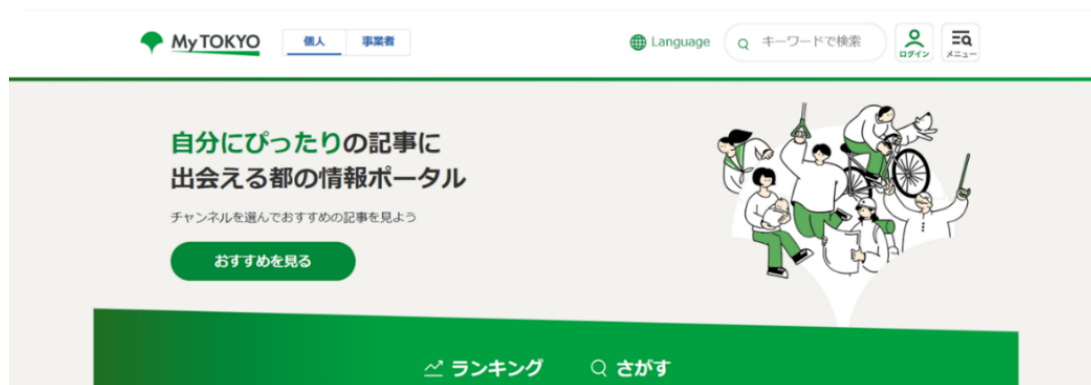 My TOKYO
個人 事業者
Language
キーワードで検索
ログイン
メニュー
自分にぴったりの記事に
出会える都の情報ポータル
チャンネルを選んでおすすめの記事を見よう
おすすめを見る
ランキング さがす